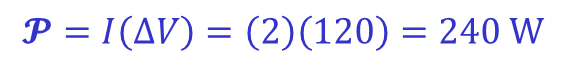 𝒫 = I(ΔV) = (2)(120) = 240 W